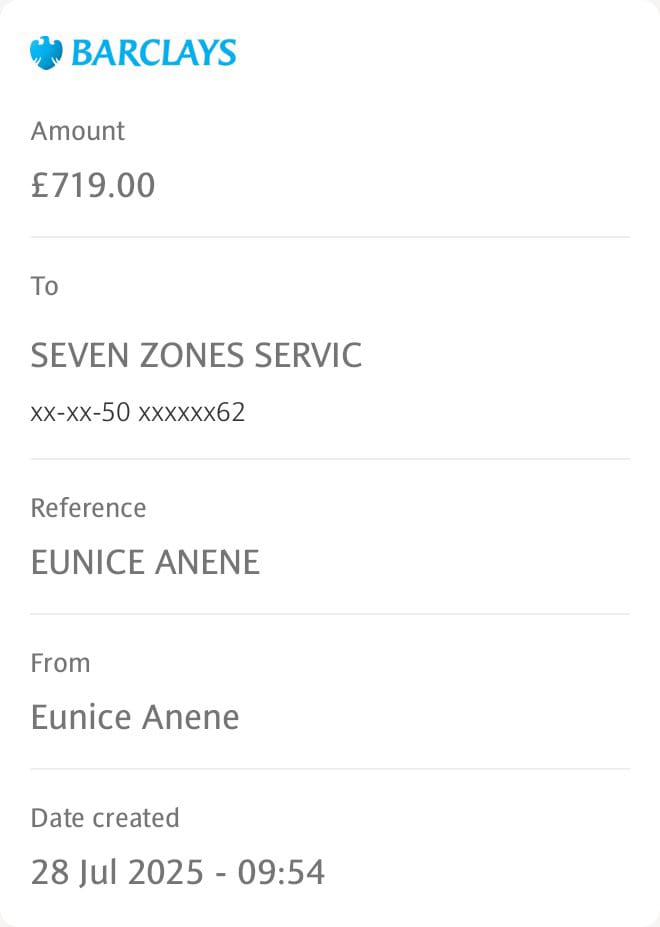 BARCLAYS
Amount
£719.00
To
SEVEN ZONES SERVIC
xx-xx-50 xxxxxx62
Reference
EUNICE ANENE
From
Eunice Anene
Date created
28 Jul 2025 - 09:54